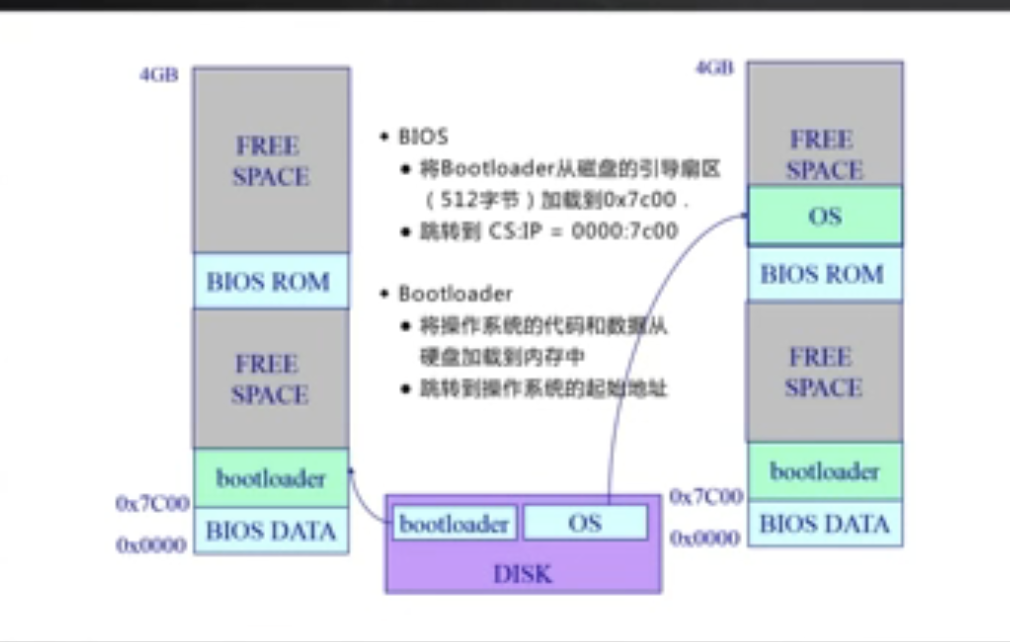 4GB
FREE
SPACE
BIOS ROM
FREE
SPACE
bootloader
0x7C00
BIOS DATA
0x0000
• BIOS
• 将Bootloader从磁盘的引导扇区
（512字节）加载到0x7c00 .
• 跳转到 CS:IP = 0000:7c00
• Bootloader
• 将操作系统的代码和数据从
硬盘加载到内存中
• 跳转到操作系统的起始地址
bootloader
OS
DISK
4GB
FREE
SPACE
OS
BIOS ROM
FREE
SPACE
bootloader
0x7C00
BIOS DATA
0x0000